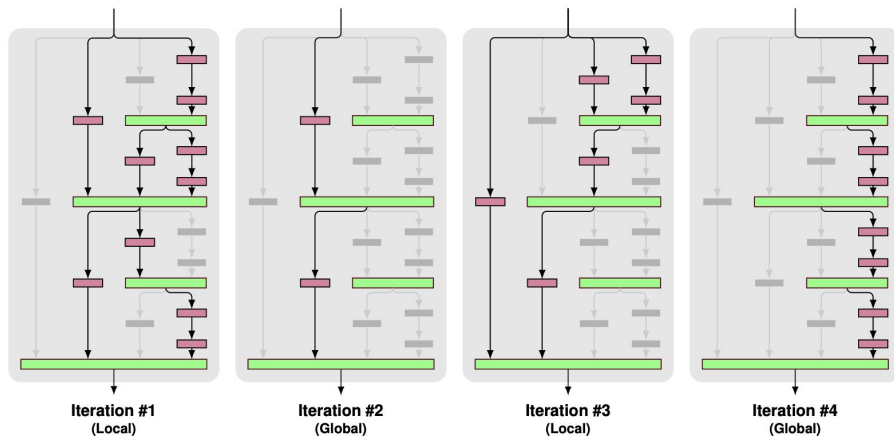 Iteration #1
(Local)
Iteration #2
(Global)
Iteration #3
(Local)
Iteration #4
(Global)